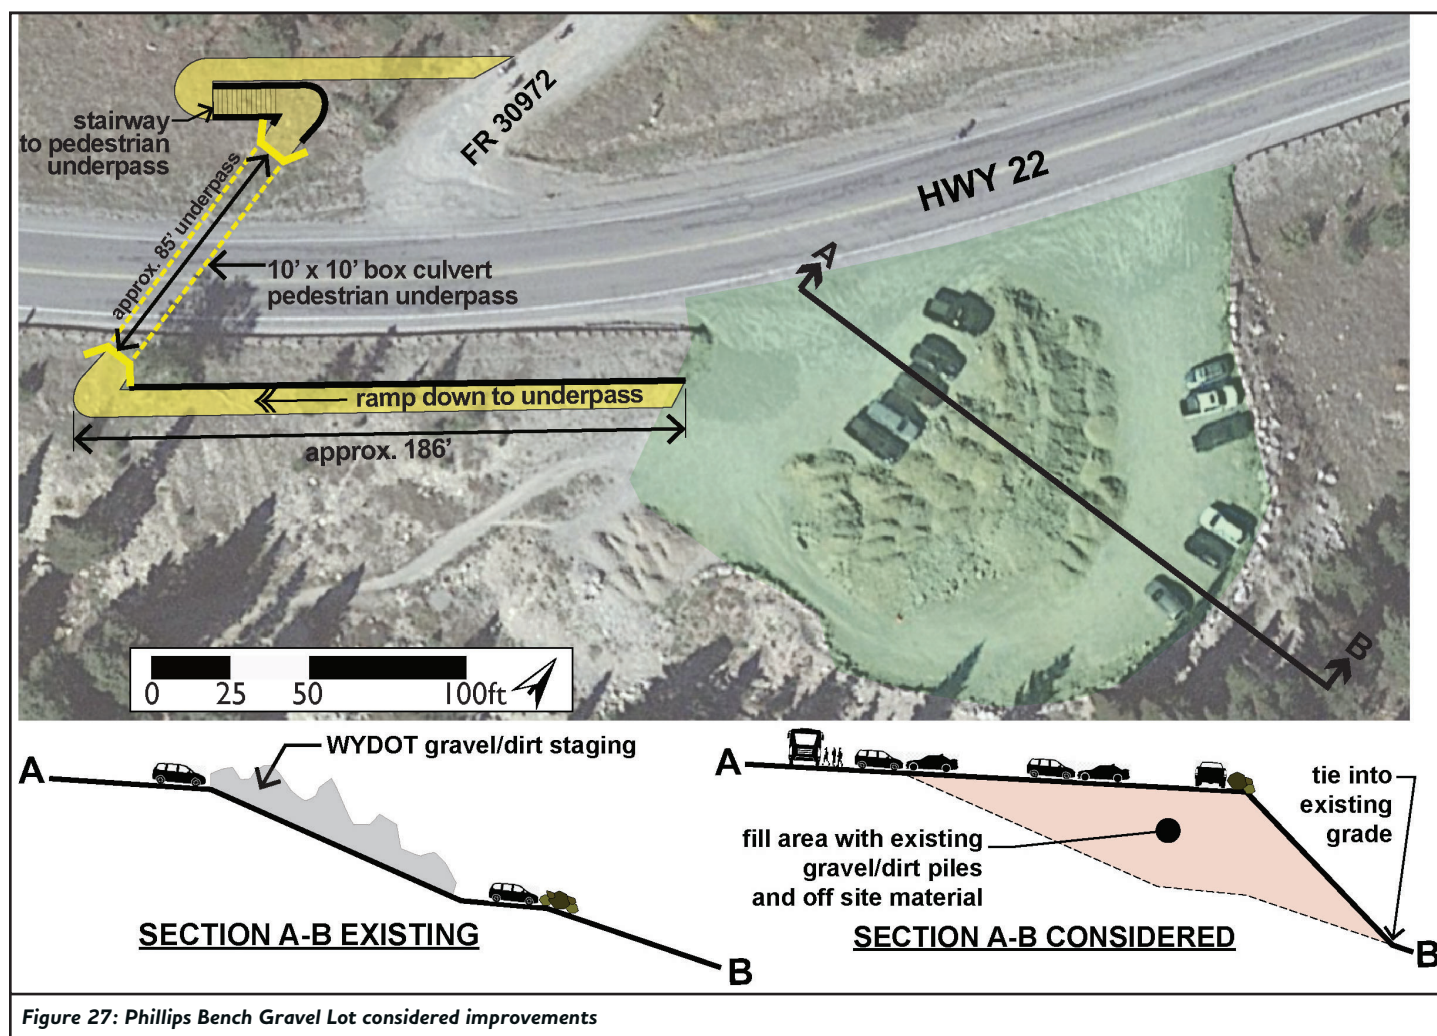 FR 30972
stairway
to pedestrian
underpass
approx. 85' underpass
HWY 22
10' x 10' box culvert
pedestrian underpass
A
ramp down to underpass
approx. 186'
B
0 25 50 100ft
WYDOT gravel/dirt staging
A
SECTION A-B EXISTING
B
A
tie into
existing
grade
fill area with existing
gravel/dirt piles
and off site material
SECTION A-B CONSIDERED
B
Figure 27: Phillips Bench Gravel Lot considered improvements